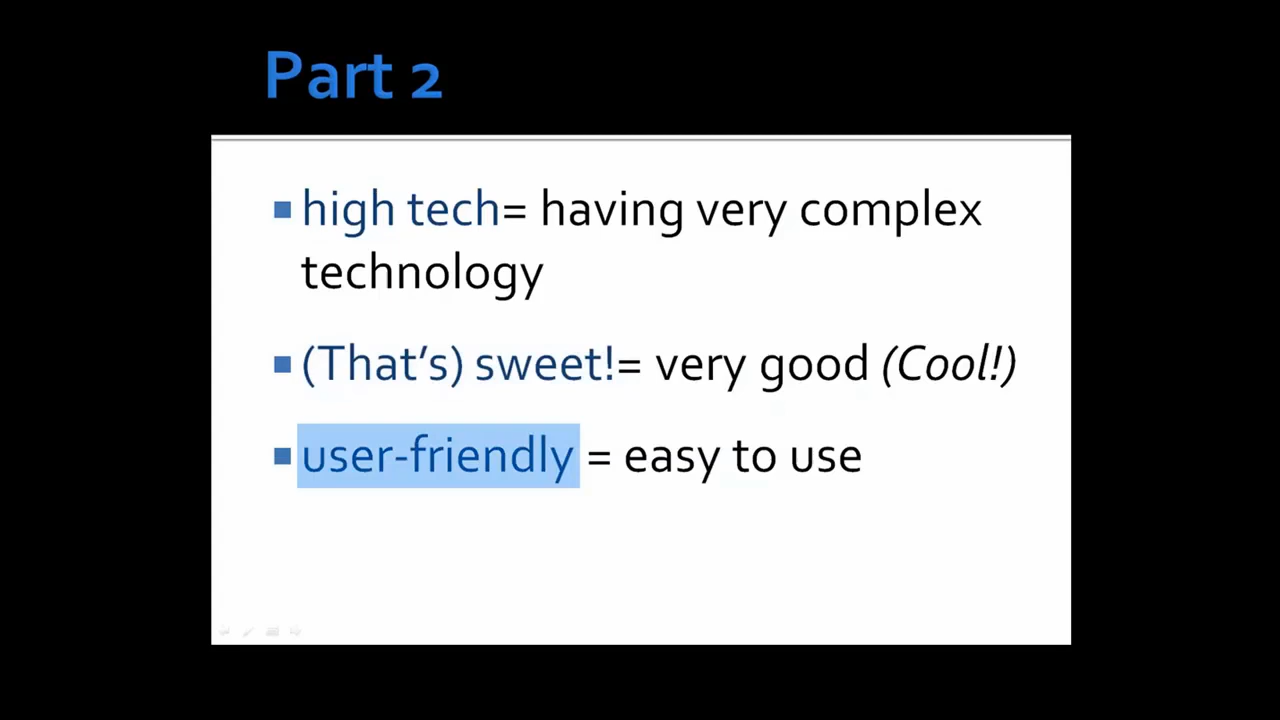 Part 2
high tech= having very complex
technology
(That’s) sweet!= very good (Cool!)
user-friendly = easy to use